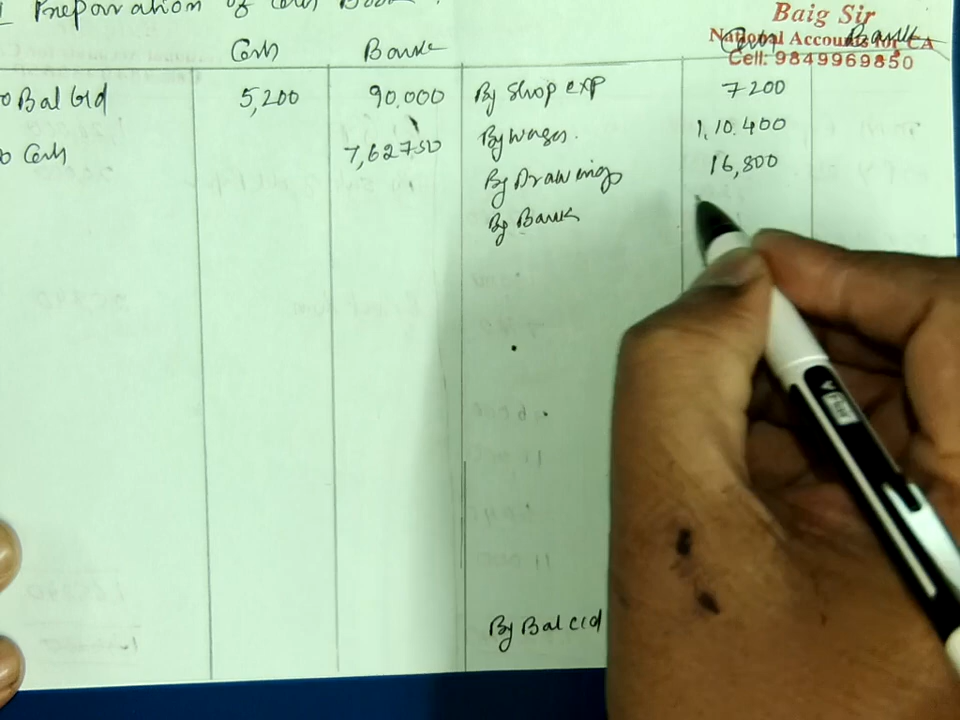 Preparation of Cash Book
Baig Sir
National Accounts for CA
Cell: 9849969850
Cash Bank Cash Bank
o Bal b/d 5,200 90.000 By Shop exp 7200
o Cash 7,62750 By wages. 1,10.400
By Drawings 16,800
By Bank
By Bal c/d